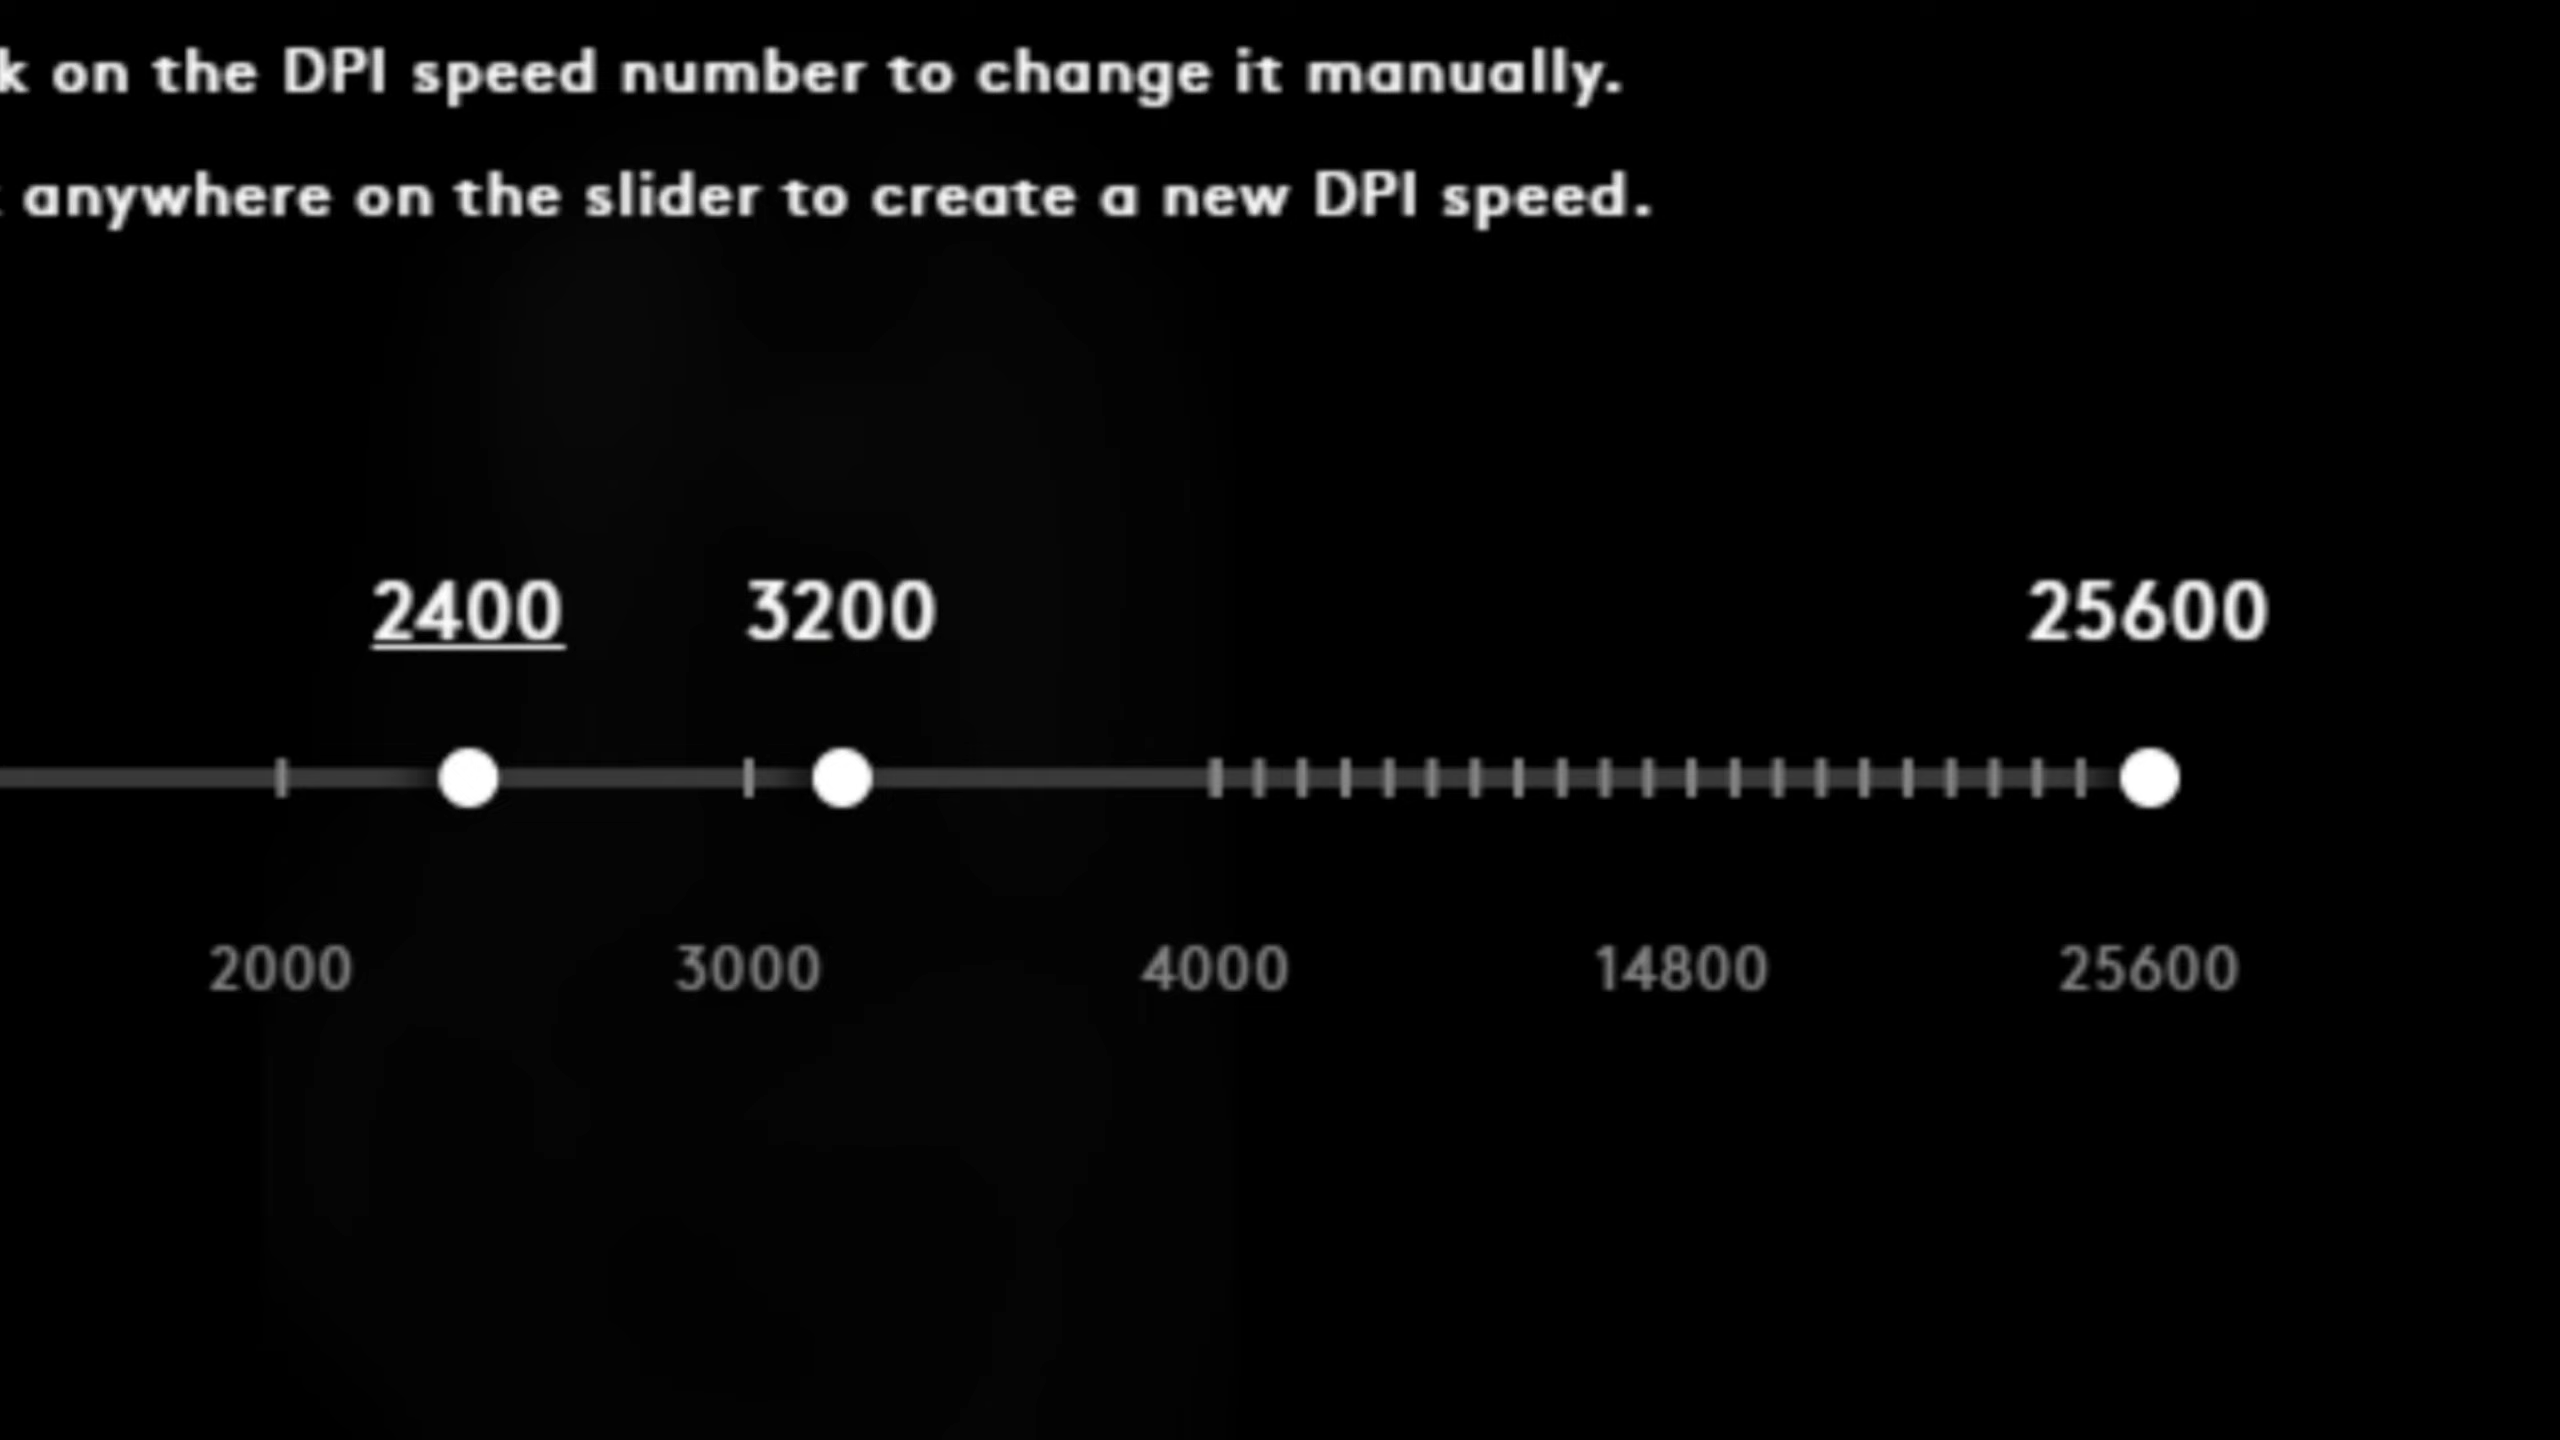 on the DPI speed number to change it manually.
anywhere on the slider to create a new DPI speed.
2400 3200 25600
2000 3000 4000 14800 25600